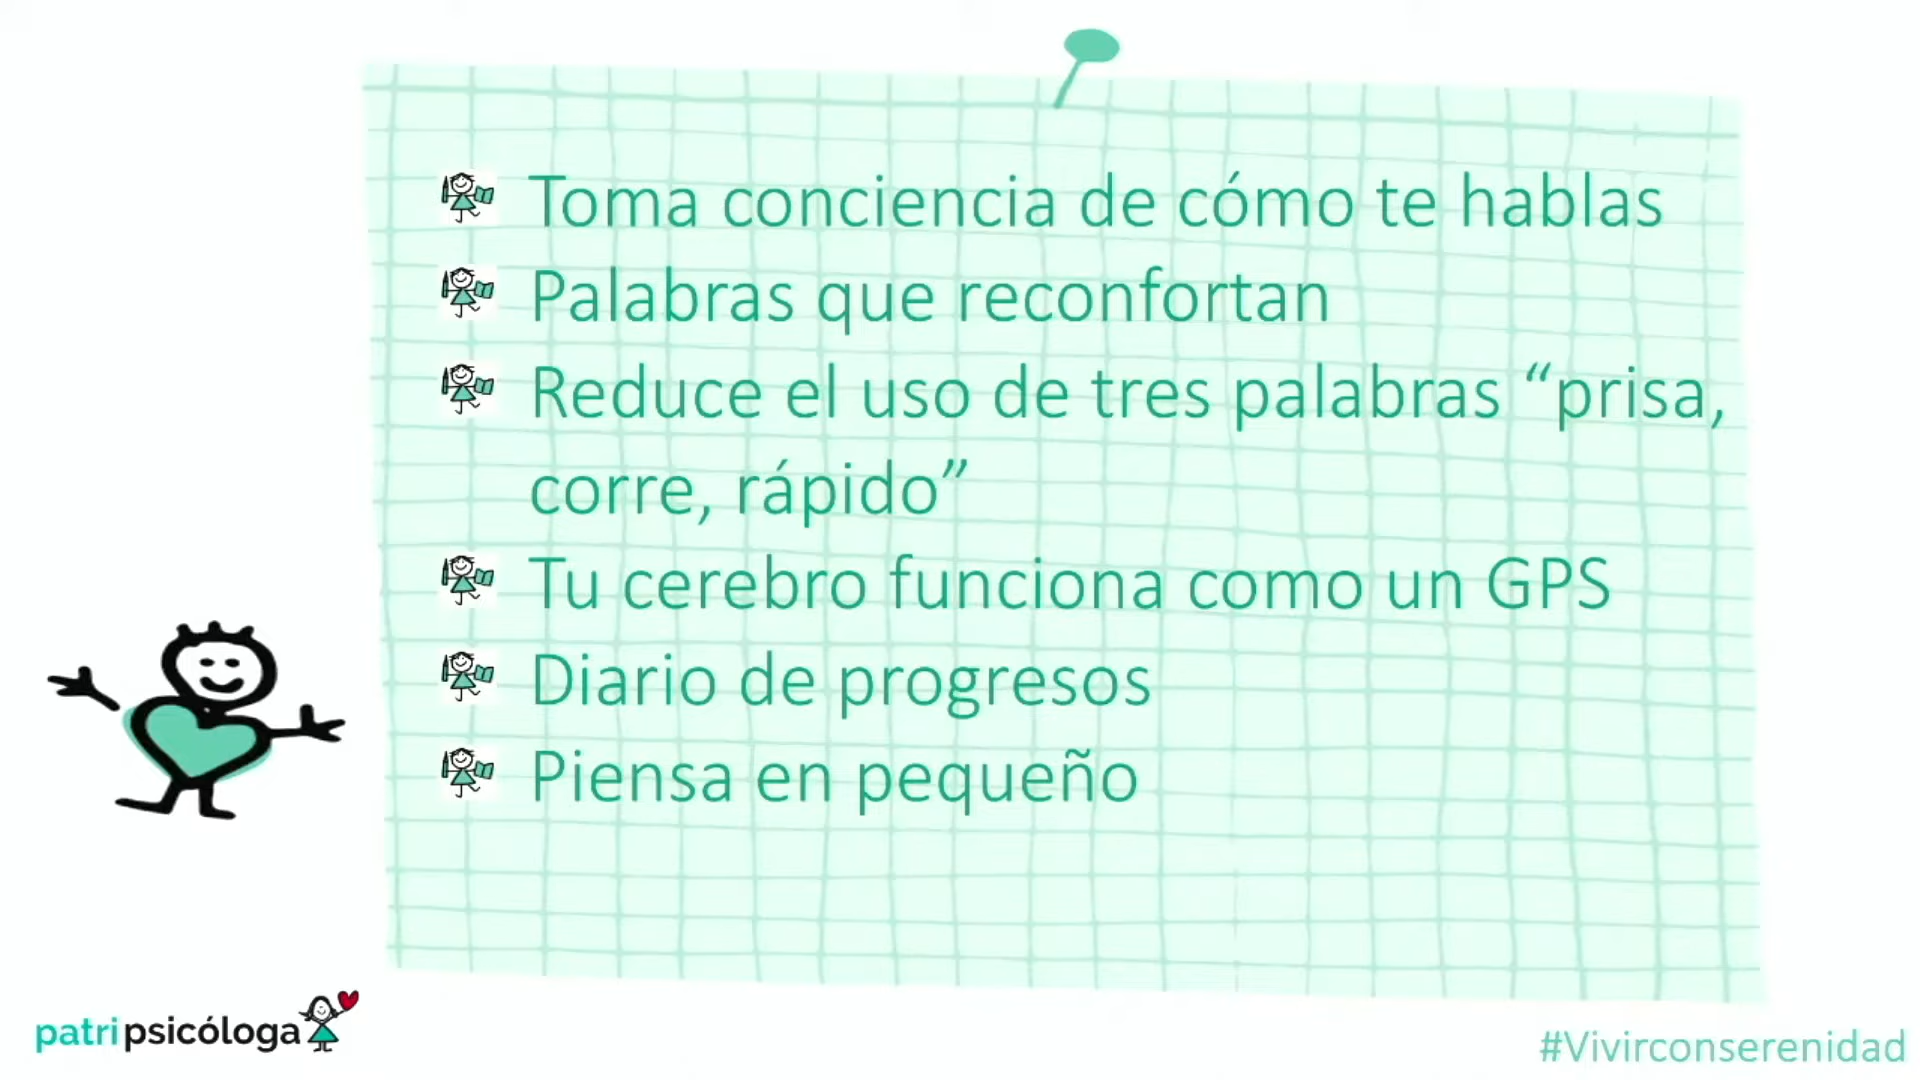 Toma conciencia de cómo te hablas
Palabras que reconfortan
Reduce el uso de tres palabras “prisa,
corre, rápido”
Tu cerebro funciona como un GPS
Diario de progresos
Piensa en pequeño
patripsicóloga
#Vivirconserenidad